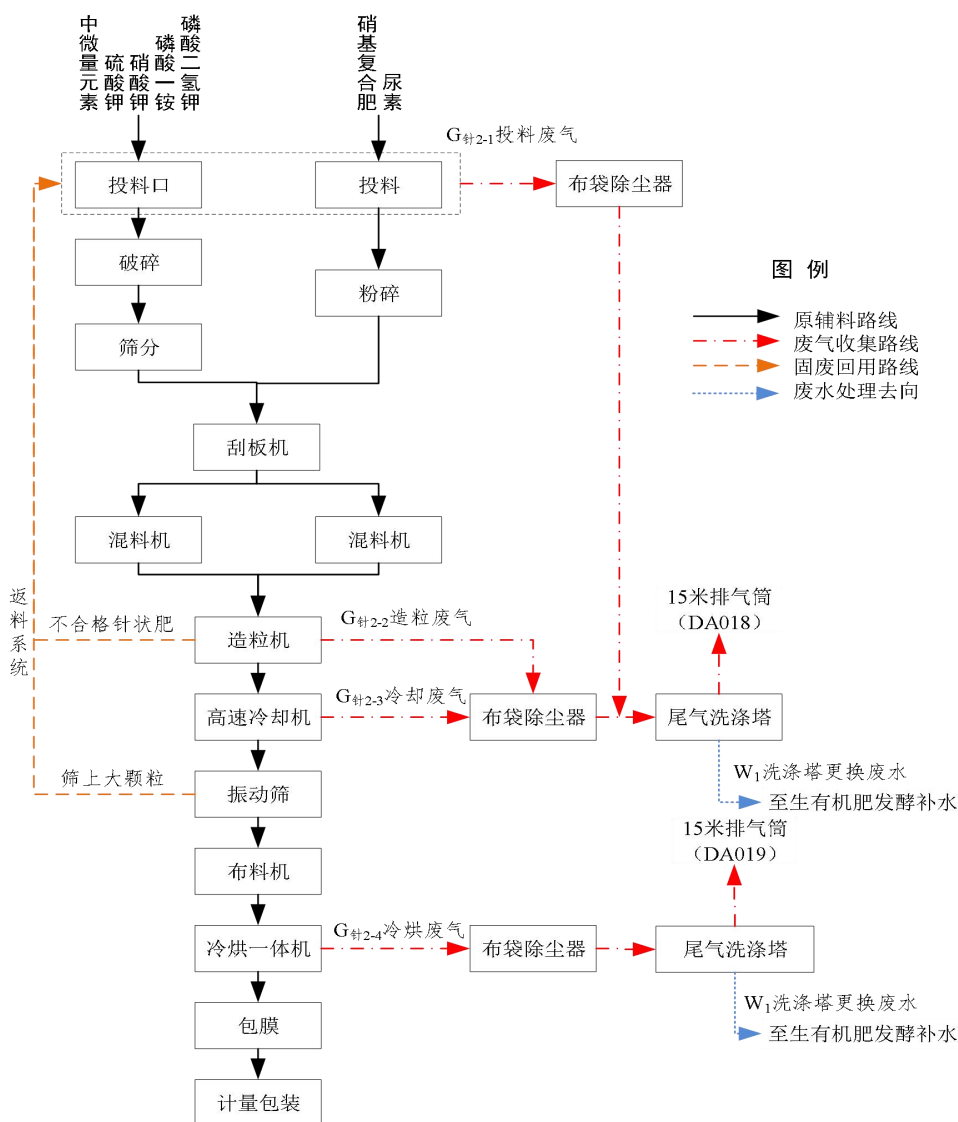 中微量元素
硫酸钾
硝酸钾
磷酸一铵
磷酸二氢钾
硝基复合肥
尿素
G针2-1投料废气
投料口
投料
布袋除尘器
破碎
粉碎
筛分
图 例
原辅料路线
废气收集路线
固废回用路线
废水处理去向
刮板机
混料机
混料机
返料系统
不合格针状肥
造粒机
G针2-2造粒废气
15米排气筒
（DA018）
高速冷却机
G针2-3冷却废气
布袋除尘器
尾气洗涤塔
筛上大颗粒
振动筛
W1洗涤塔更换废水
至生有机肥发酵补水
15米排气筒
（DA019）
布料机
冷烘一体机
G针2-4冷烘废气
布袋除尘器
尾气洗涤塔
W1洗涤塔更换废水
至生有机肥发酵补水
包膜
计量包装